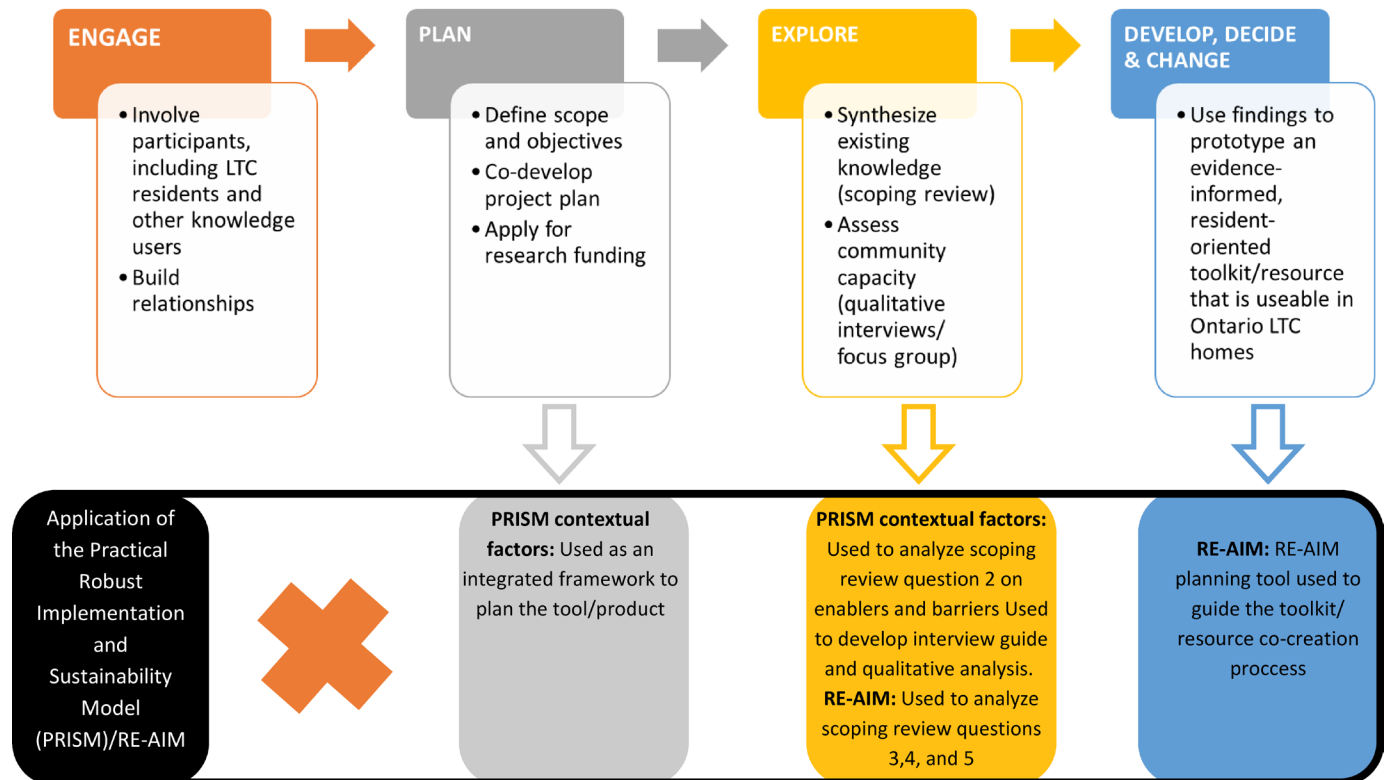 ENGAGE
• Involve
participants,
including LTC
residents and
other knowledge
users
• Build
relationships
PLAN
• Define scope
and objectives
• Co-develop
project plan
• Apply for
research funding
EXPLORE
• Synthesize
existing
knowledge
(scoping review)
• Assess
community
capacity
(qualitative
interviews/
focus group)
DEVELOP, DECIDE
& CHANGE
• Use findings to
prototype an
evidence-
informed,
resident-
oriented
toolkit/resource
that is useable in
Ontario LTC
homes
Application of
the Practical
Robust
Implementation
and
Sustainability
Model
(PRISM)/RE-AIM
PRISM contextual
factors: Used as an
integrated framework to
plan the tool/product
PRISM contextual factors:
Used to analyze scoping
review question 2 on
enablers and barriers Used
to develop interview guide
and qualitative analysis.
RE-AIM: Used to analyze
scoping review questions
3,4, and 5
RE-AIM: RE-AIM
planning tool used to
guide the toolkit/
resource co-creation
proccess